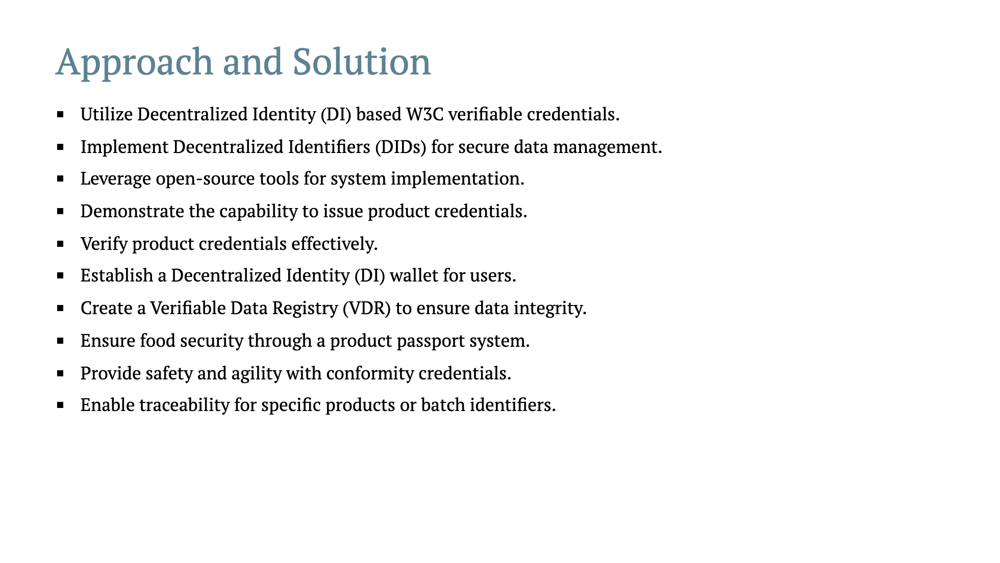 Approach and Solution
▪ Utilize Decentralized Identity (DI) based W3C verifiable credentials.
▪ Implement Decentralized Identifiers (DIDs) for secure data management.
▪ Leverage open-source tools for system implementation.
▪ Demonstrate the capability to issue product credentials.
▪ Verify product credentials effectively.
▪ Establish a Decentralized Identity (DI) wallet for users.
▪ Create a Verifiable Data Registry (VDR) to ensure data integrity.
▪ Ensure food security through a product passport system.
▪ Provide safety and agility with conformity credentials.
▪ Enable traceability for specific products or batch identifiers.